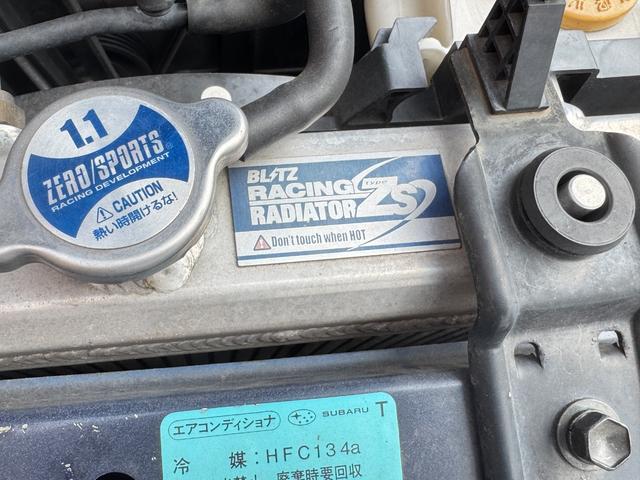 1.1
ZERO/SPORTS®
RACING DEVELOPMENT
⚠CAUTION
熱い時開けるな!
BLITZ
RACING
RADIATOR
TYPE
ZS
Don't touch when HOT
エアコンディショナ SUBARU T
冷 媒:HFC134a
廃棄時要回収